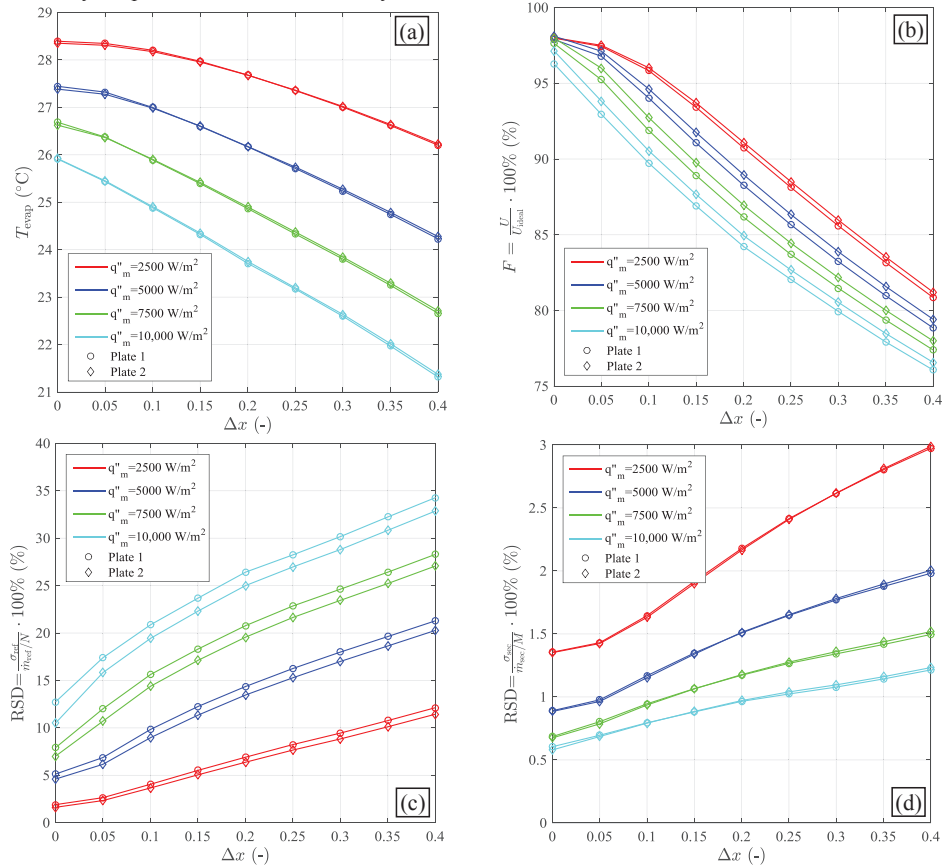 (a)
29
28
27
26
25
24
23
22
21
T_evap (°C)
q"_m=2500 W/m²
q"_m=5000 W/m²
q"_m=7500 W/m²
q"_m=10,000 W/m²
Plate 1
Plate 2
0 0.05 0.1 0.15 0.2 0.25 0.3 0.35 0.4
Δx (-)
(b)
100
95
90
85
80
75
F = U/U_ideal · 100% (%)
q"_m=2500 W/m²
q"_m=5000 W/m²
q"_m=7500 W/m²
q"_m=10,000 W/m²
Plate 1
Plate 2
0 0.05 0.1 0.15 0.2 0.25 0.3 0.35 0.4
Δx (-)
40
35
30
25
20
15
10
5
0
RSD=σ_ref/ṁ_ref/N · 100% (%)
q"_m=2500 W/m²
q"_m=5000 W/m²
q"_m=7500 W/m²
q"_m=10,000 W/m²
Plate 1
Plate 2
(c)
0 0.05 0.1 0.15 0.2 0.25 0.3 0.35 0.4
Δx (-)
3
2.5
2
1.5
1
0.5
0
RSD=σ_sec/ṁ_sec/M · 100% (%)
q"_m=2500 W/m²
q"_m=5000 W/m²
q"_m=7500 W/m²
q"_m=10,000 W/m²
Plate 1
Plate 2
(d)
0 0.05 0.1 0.15 0.2 0.25 0.3 0.35 0.4
Δx (-)